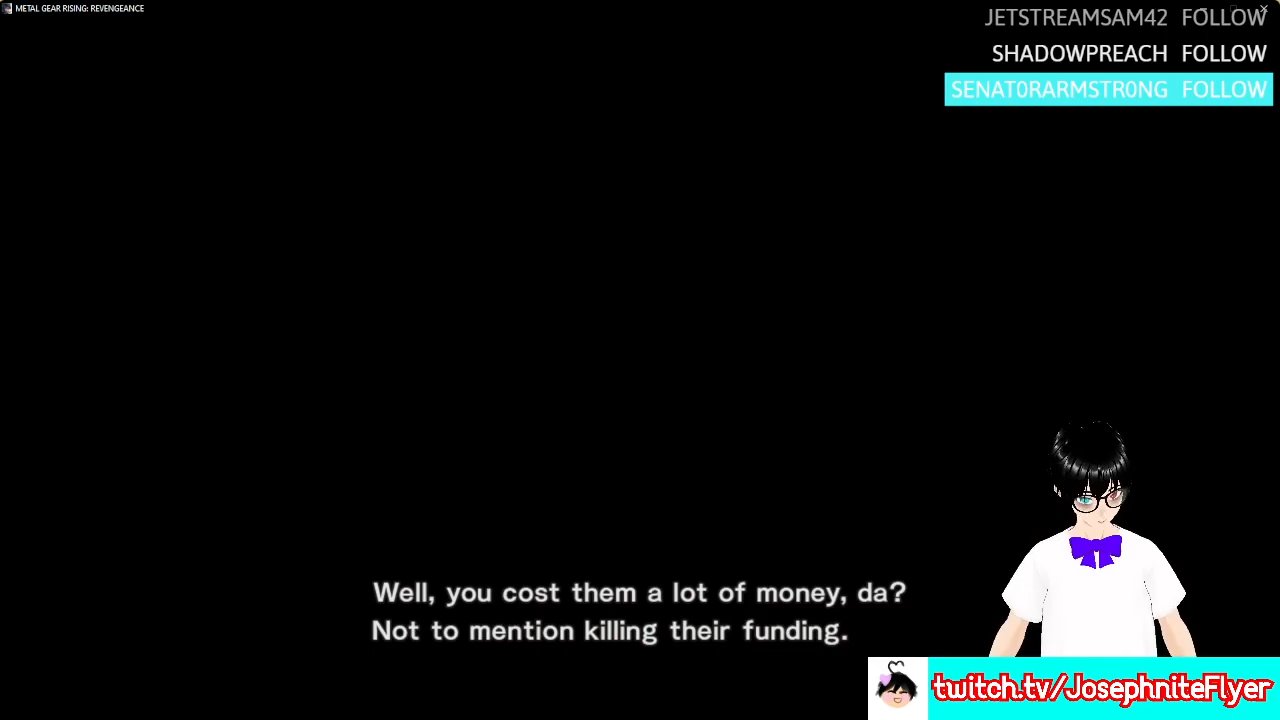 METAL GEAR RISING: REVENGEANCE
JETSTREAMSAM42 FOLLOW
SHADOWPREACH FOLLOW
SENAT0RARMSTR0NG FOLLOW
Well, you cost them a lot of money, da?
Not to mention killing their funding.
twitch.tv/JosephniteFlyer